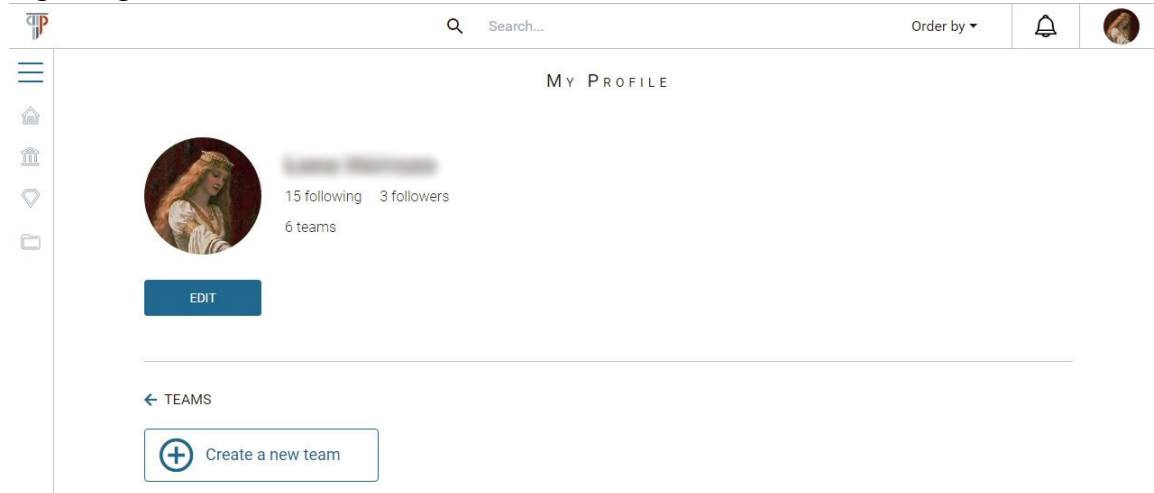 Search...
Order by
My Profile
15 following 3 followers
6 teams
EDIT
TEAMS
Create a new team